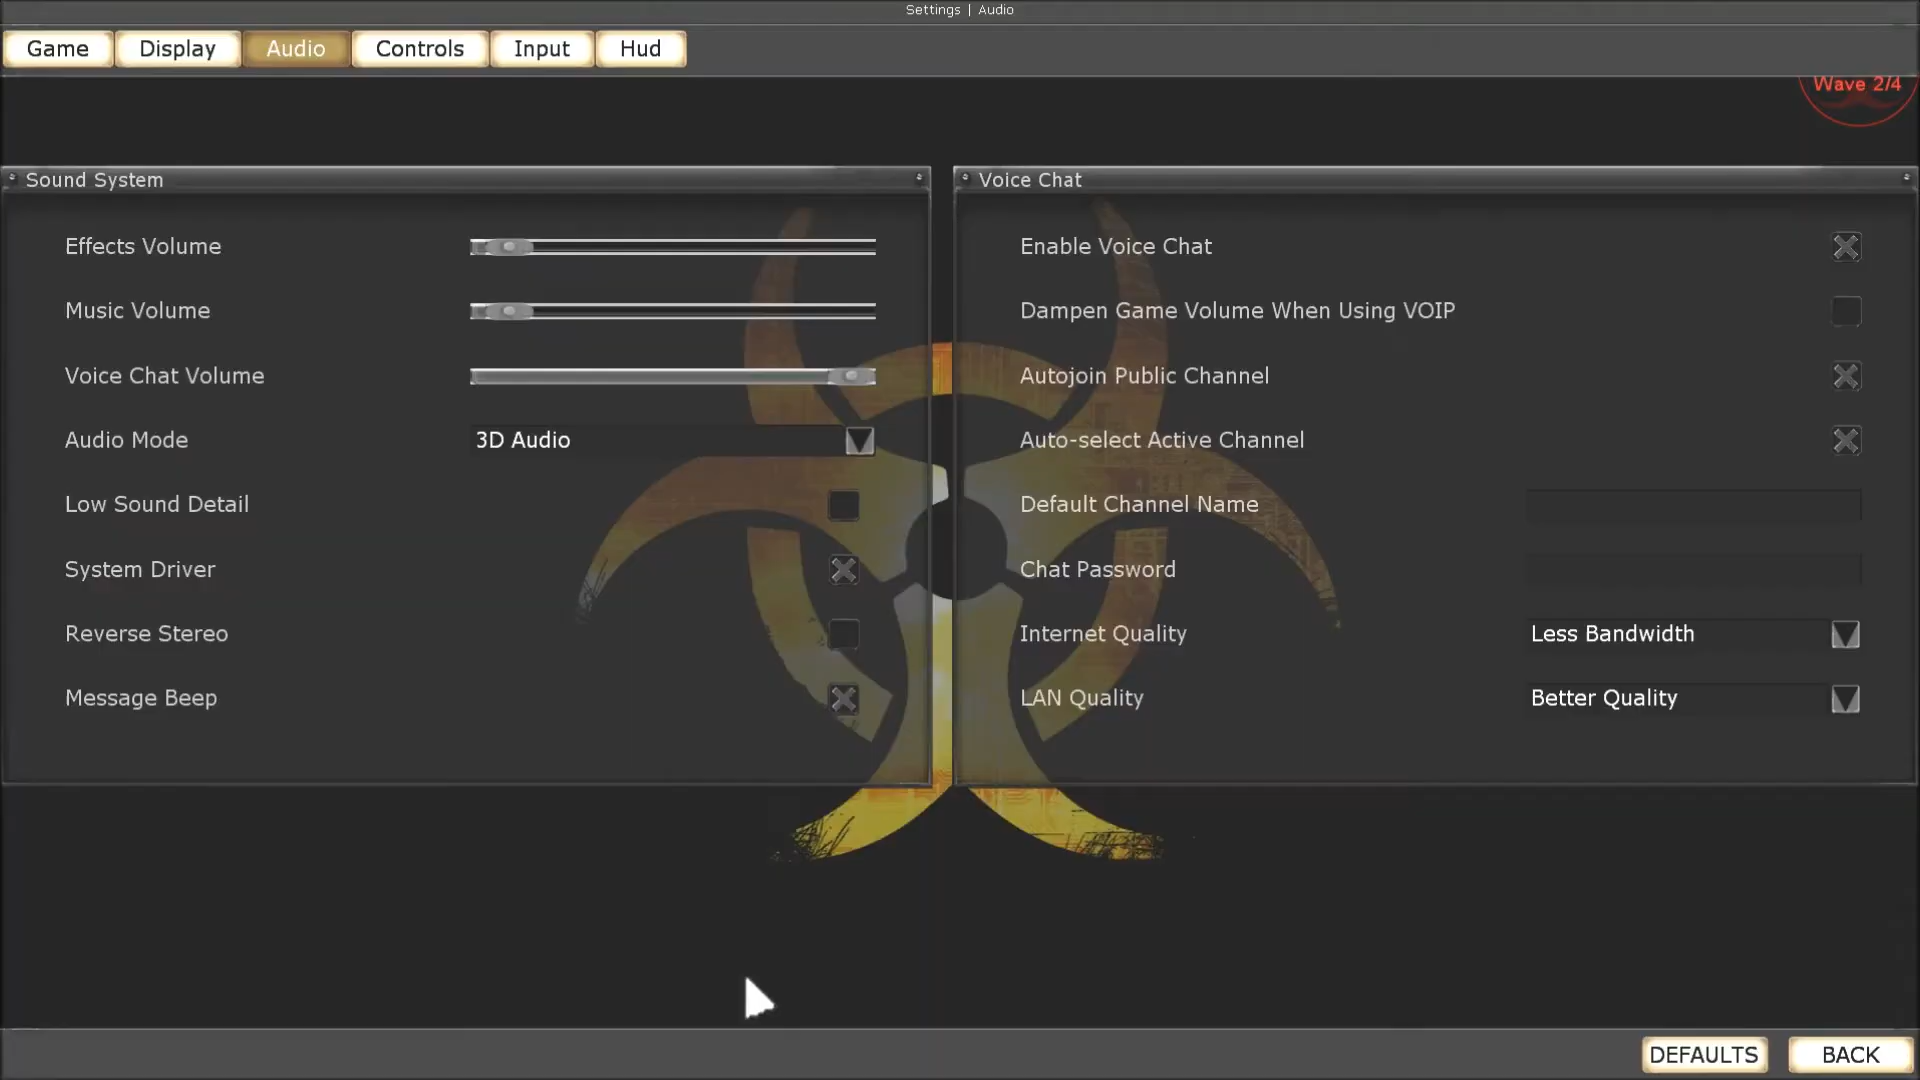 Settings | Audio
Game Display Audio Controls Input Hud
Wave 2/4
Sound System
Effects Volume
Music Volume
Voice Chat Volume
Audio Mode 3D Audio
Low Sound Detail
System Driver
Reverse Stereo
Message Beep
Voice Chat
Enable Voice Chat
Dampen Game Volume When Using VOIP
Autojoin Public Channel
Auto-select Active Channel
Default Channel Name
Chat Password
Internet Quality Less Bandwidth
LAN Quality Better Quality
DEFAULTS BACK